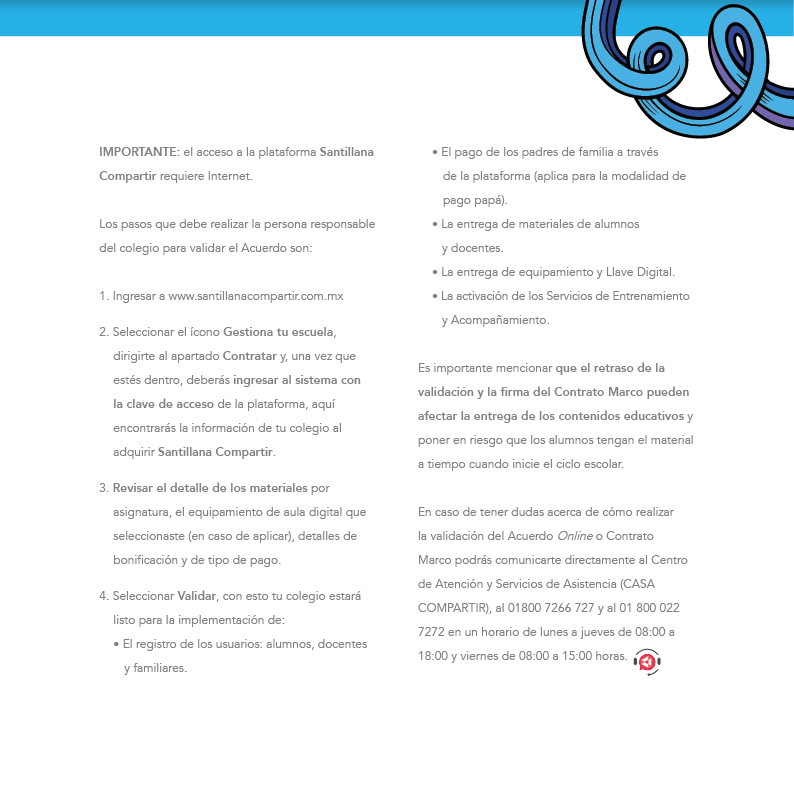 IMPORTANTE: el acceso a la plataforma Santillana
Compartir requiere Internet.
Los pasos que debe realizar la persona responsable
del colegio para validar el Acuerdo son:
1. Ingresar a www.santillanacompartir.com.mx
2. Seleccionar el ícono Gestiona tu escuela,
dirigirte al apartado Contratar y, una vez que
estés dentro, deberás ingresar al sistema con
la clave de acceso de la plataforma, aquí
encontrarás la información de tu colegio al
adquirir Santillana Compartir.
3. Revisar el detalle de los materiales por
asignatura, el equipamiento de aula digital que
seleccionaste (en caso de aplicar), detalles de
bonificación y de tipo de pago.
4. Seleccionar Validar, con esto tu colegio estará
listo para la implementación de:
• El registro de los usuarios: alumnos, docentes
y familiares.
• El pago de los padres de familia a través
de la plataforma (aplica para la modalidad de
pago papá).
• La entrega de materiales de alumnos
y docentes.
• La entrega de equipamiento y Llave Digital.
• La activación de los Servicios de Entrenamiento
y Acompañamiento.
Es importante mencionar que el retraso de la
validación y la firma del Contrato Marco pueden
afectar la entrega de los contenidos educativos y
poner en riesgo que los alumnos tengan el material
a tiempo cuando inicie el ciclo escolar.
En caso de tener dudas acerca de cómo realizar
la validación del Acuerdo Online o Contrato
Marco podrás comunicarte directamente al Centro
de Atención y Servicios de Asistencia (CASA
COMPARTIR), al 01800 7266 727 y al 01 800 022
7272 en un horario de lunes a jueves de 08:00 a
18:00 y viernes de 08:00 a 15:00 horas.